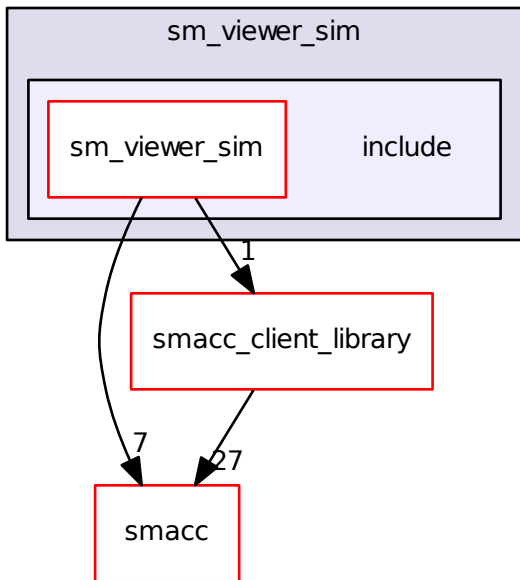 sm_viewer_sim
sm_viewer_sim
include
1
smacc_client_library
7
27
smacc